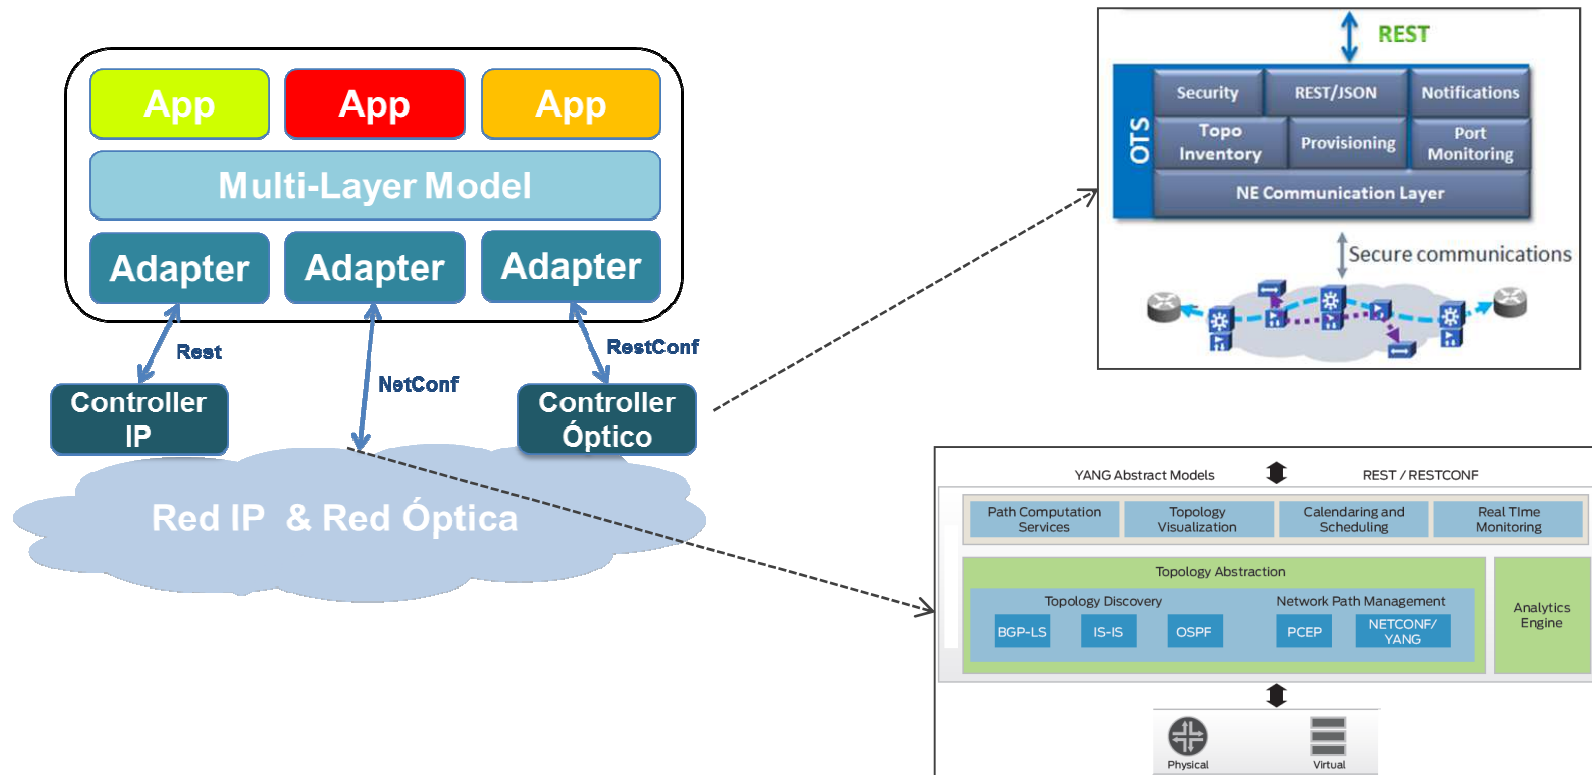 App
App
App
Multi-Layer Model
Adapter
Adapter
Adapter
Rest
NetConf
RestConf
Controller
IP
Controller
Óptico
Red IP & Red Óptica
REST
OTS
Security
REST/JSON
Notifications
Topo
Inventory
Provisioning
Port
Monitoring
NE Communication Layer
Secure communications
YANG Abstract Models
REST / RESTCONF
Path Computation
Services
Topology
Visualization
Calendaring and
Scheduling
Real TIme
Monitoring
Topology Abstraction
Topology Discovery
Network Path Management
BGP-LS
IS-IS
OSPF
PCEP
NETCONF/
YANG
Analytics
Engine
Physical
Virtual